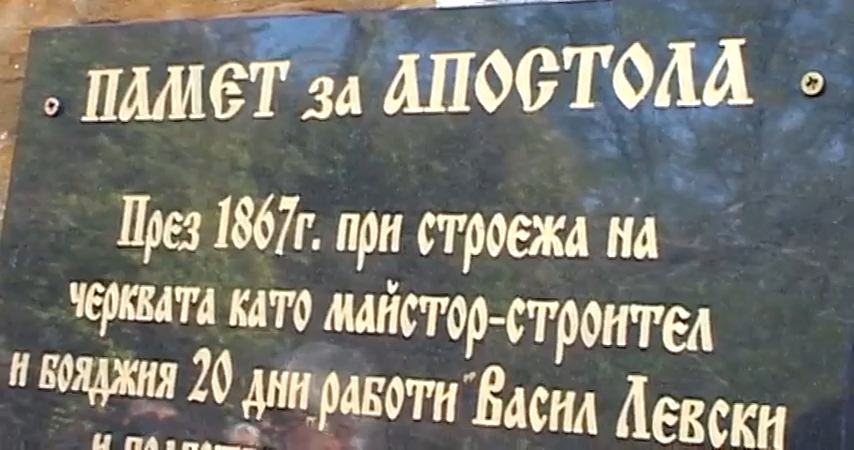 ПАМЕТ за АПОСТОЛА
През 1867г. при строежа на
черквата като майстор-строител
и бояджия 20 дни работи Васил Левски
и